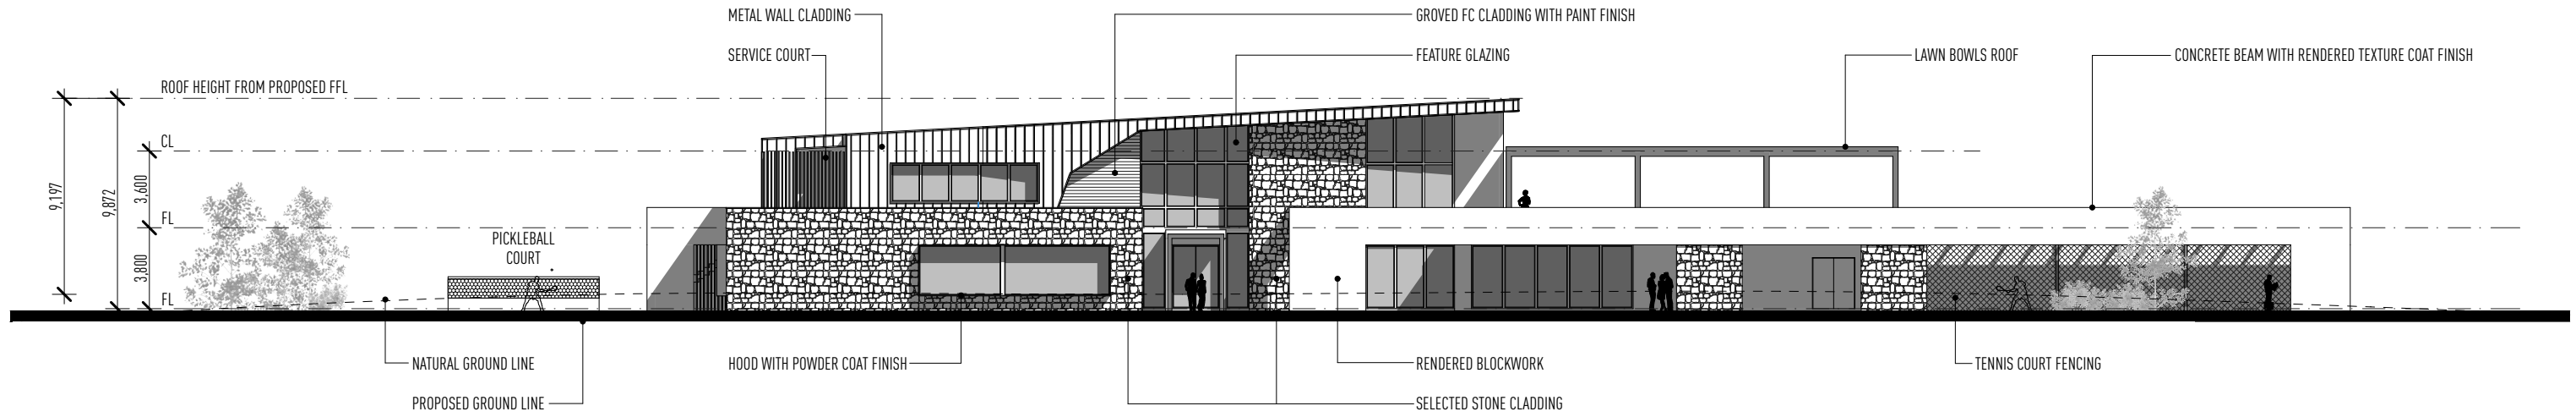 METAL WALL CLADDING
GROVED FC CLADDING WITH PAINT FINISH
SERVICE COURT
FEATURE GLAZING
LAWN BOWLS ROOF
CONCRETE BEAM WITH RENDERED TEXTURE COAT FINISH
ROOF HEIGHT FROM PROPOSED FFL
CL
9,197
9,872
3,600
FL
PICKLEBALL
COURT
3,800
FL
NATURAL GROUND LINE
HOOD WITH POWDER COAT FINISH
RENDERED BLOCKWORK
TENNIS COURT FENCING
PROPOSED GROUND LINE
SELECTED STONE CLADDING